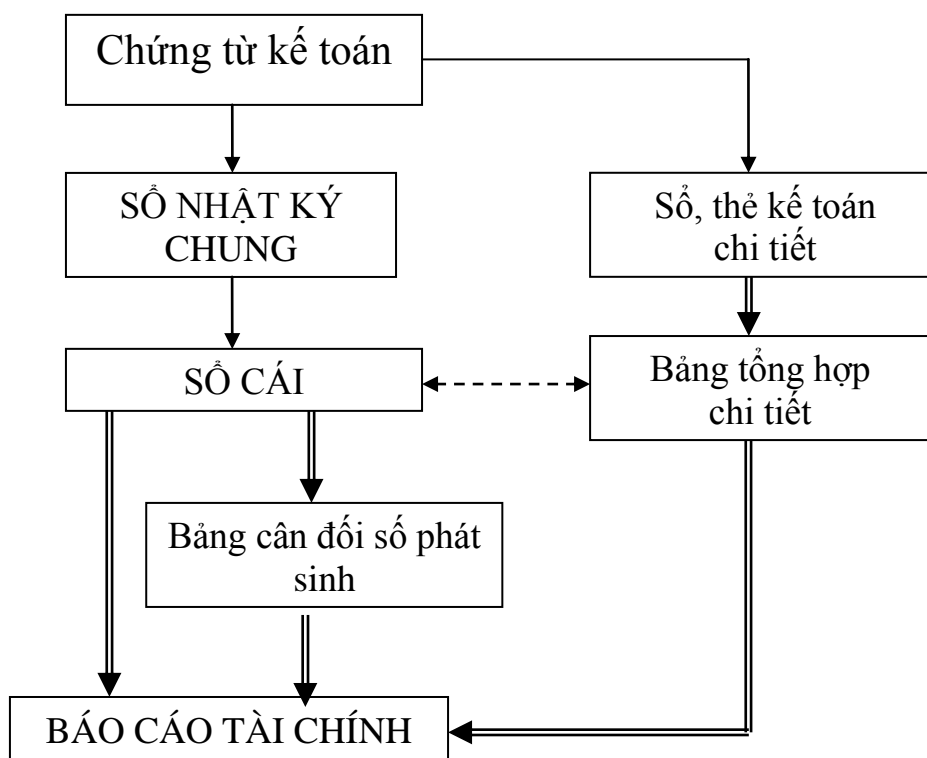 Chứng từ kế toán
SỔ NHẬT KÝ
CHUNG
Sổ, thẻ kế toán
chi tiết
SỔ CÁI
Bảng tổng hợp
chi tiết
Bảng cân đối số phát
sinh
BÁO CÁO TÀI CHÍNH